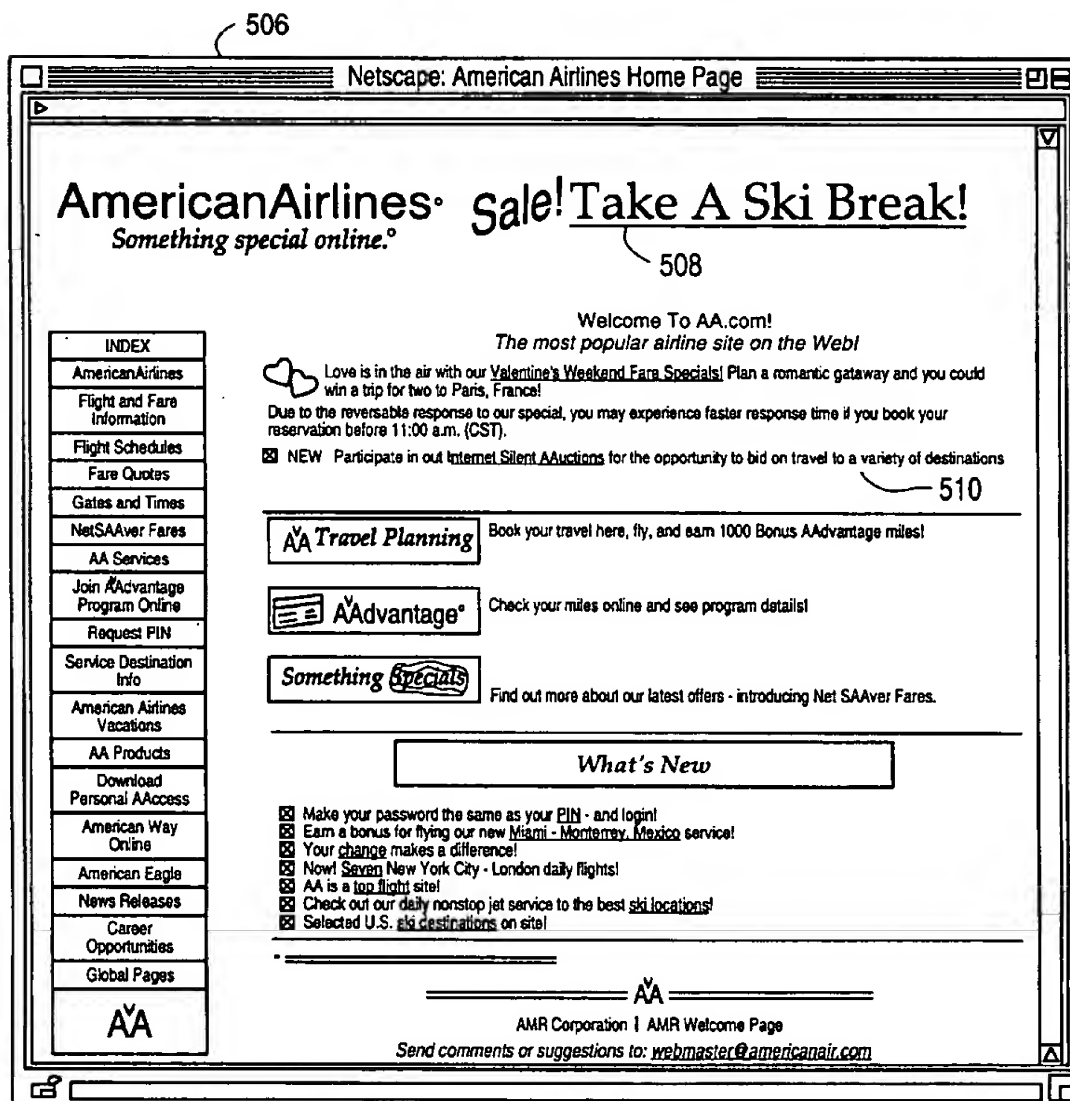 506
Netscape: American Airlines Home Page
AmericanAirlines° Sale! Take A Ski Break!
Something special online.°
508
INDEX
AmericanAirlines
Flight and Fare
Information
Flight Schedules
Fare Quotes
Gates and Times
NetSAAver Fares
AA Services
Join AAdvantage
Program Online
Request PIN
Service Destination
Info
American Airlines
Vacations
AA Products
Download
Personal AAccess
American Way
Online
American Eagle
News Releases
Career
Opportunities
Global Pages
AA
Welcome To AA.com!
The most popular airline site on the Web!
Love is in the air with our Valentine's Weekend Fare Specials! Plan a romantic gataway and you could
win a trip for two to Paris, France!
Due to the reversable response to our special, you may experience faster response time if you book your
reservation before 11:00 a.m. (CST).
NEW Participate in out Internet Silent AAuctions for the opportunity to bid on travel to a variety of destinations
510
AA Travel Planning Book your travel here, fly, and earn 1000 Bonus AAdvantage miles!
AAdvantage° Check your miles online and see program details!
Something Specials
Find out more about our latest offers - introducing Net SAAver Fares.
What's New
Make your password the same as your PIN - and login!
Earn a bonus for flying our new Miami - Monterrey, Mexico service!
Your change makes a difference!
Now! Seven New York City - London daily flights!
AA is a top flight site!
Check out our daily nonstop jet service to the best ski locations!
Selected U.S. ski destinations on site!
AA
AMR Corporation | AMR Welcome Page
Send comments or suggestions to: webmaster@americanair.com